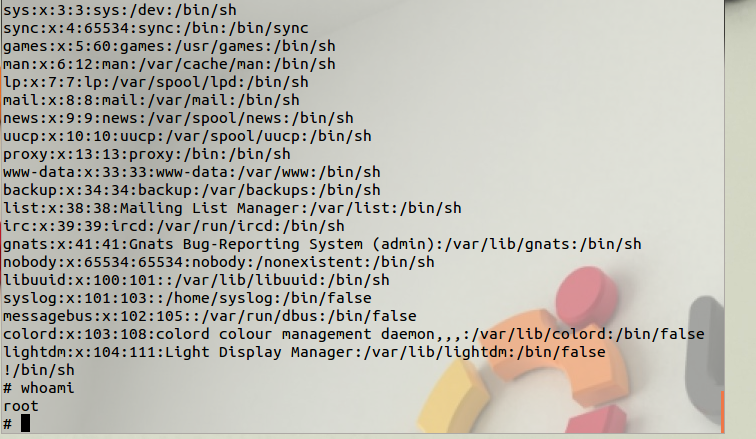 sys:x:3:3:sys:/dev:/bin/sh
sync:x:4:65534:sync:/bin:/bin/sync
games:x:5:60:games:/usr/games:/bin/sh
man:x:6:12:man:/var/cache/man:/bin/sh
lp:x:7:7:lp:/var/spool/lpd:/bin/sh
mail:x:8:8:mail:/var/mail:/bin/sh
news:x:9:9:news:/var/spool/news:/bin/sh
uucp:x:10:10:uucp:/var/spool/uucp:/bin/sh
proxy:x:13:13:proxy:/bin:/bin/sh
www-data:x:33:33:www-data:/var/www:/bin/sh
backup:x:34:34:backup:/var/backups:/bin/sh
list:x:38:38:Mailing List Manager:/var/list:/bin/sh
irc:x:39:39:ircd:/var/run/ircd:/bin/sh
gnats:x:41:41:Gnats Bug-Reporting System (admin):/var/lib/gnats:/bin/sh
nobody:x:65534:65534:nobody:/nonexistent:/bin/sh
libuuid:x:100:101::/var/lib/libuuid:/bin/sh
syslog:x:101:103::/home/syslog:/bin/false
messagebus:x:102:105::/var/run/dbus:/bin/false
colord:x:103:108:colord colour management daemon,,,:/var/lib/colord:/bin/false
lightdm:x:104:111:Light Display Manager:/var/lib/lightdm:/bin/false
!/bin/sh
# whoami
root
#